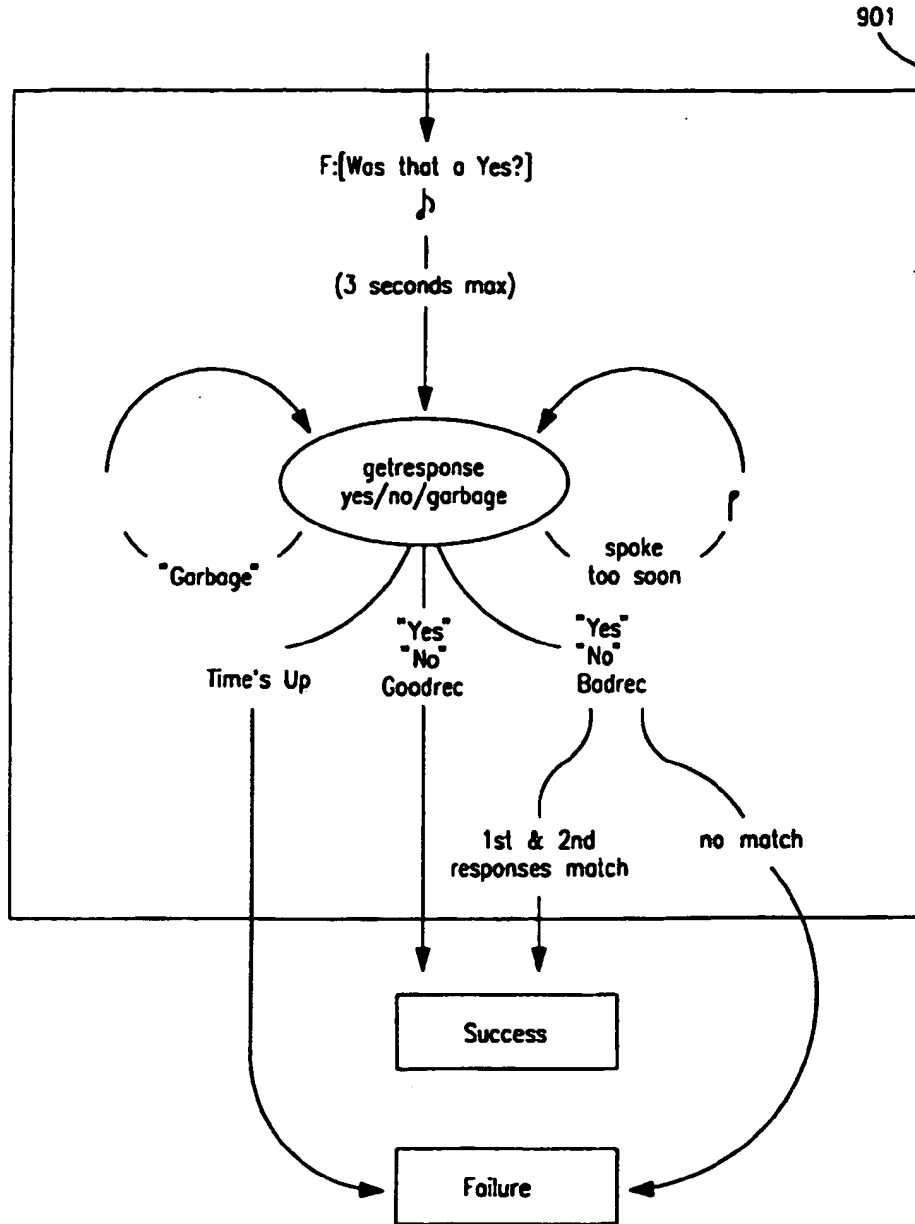 901
F:[Was that a Yes?]
(3 seconds max)
getresponse
yes/no/garbage
"Garbage"
spoke
too soon
Time's Up
"Yes"
"No"
Goodrec
"Yes"
"No"
Badrec
1st & 2nd
responses match
no match
Success
Failure